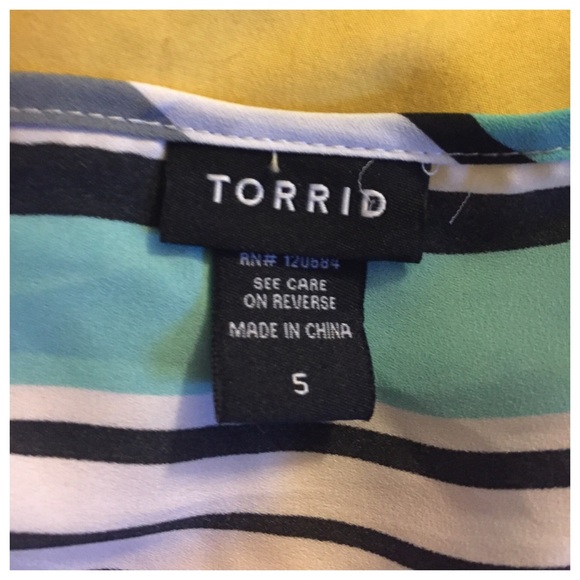 TORRID
RN# 120684
SEE CARE
ON REVERSE
MADE IN CHINA
5